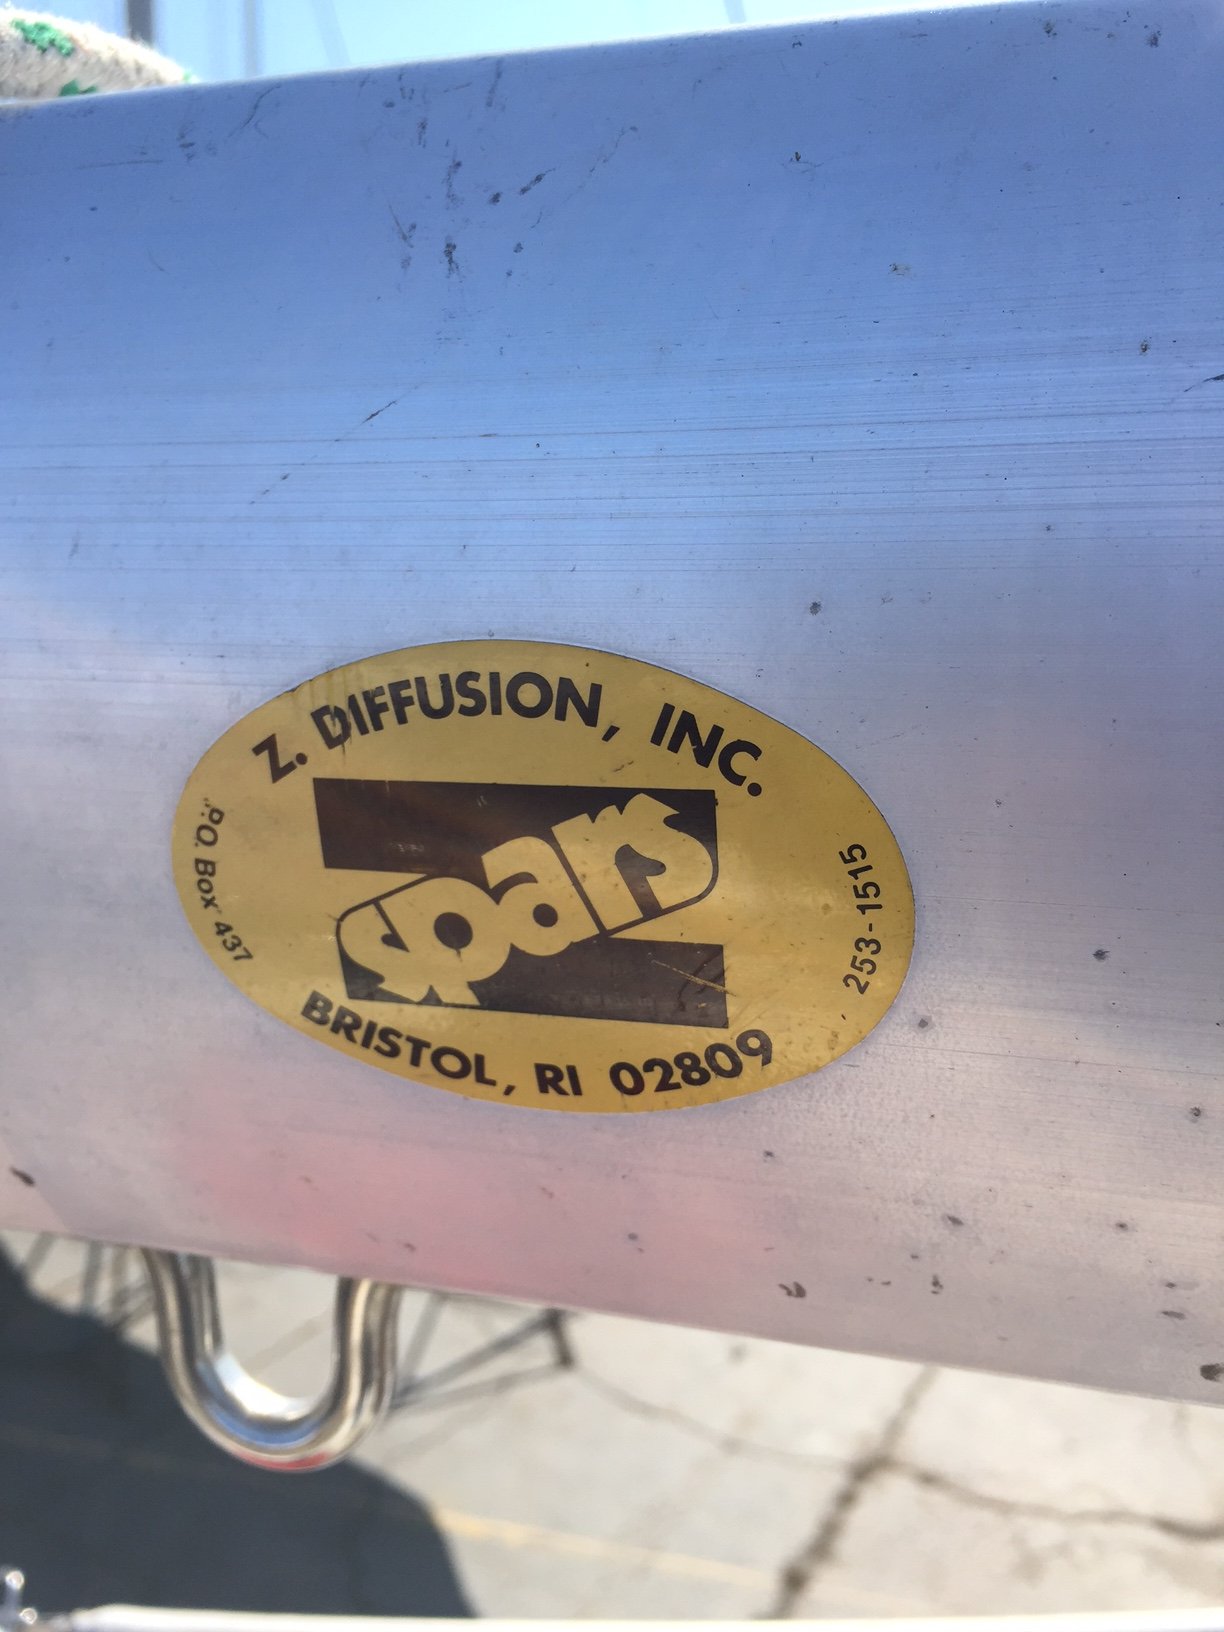 Z. DIFFUSION, INC.
spars
P.O. Box 437
253-1515
BRISTOL, RI 02809